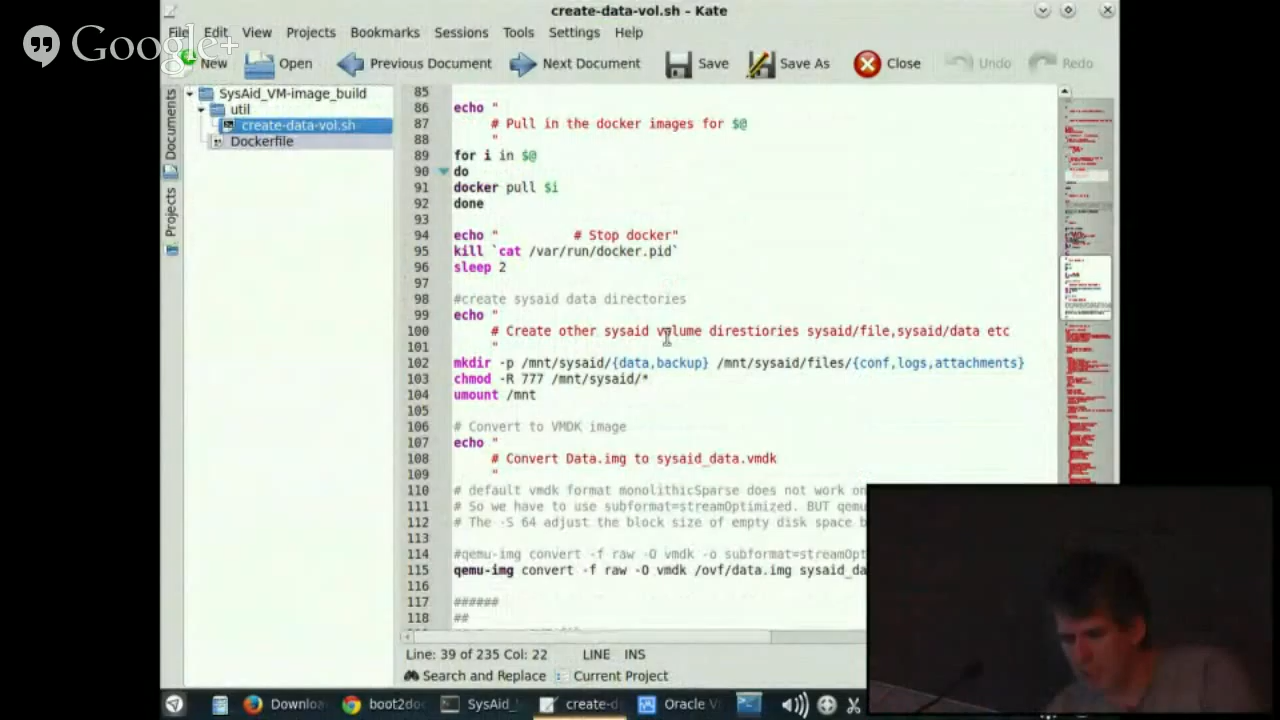 create-data-vol.sh – Kate
File Edit View Projects Bookmarks Sessions Tools Settings Help
Google+
New Open Previous Document Next Document Save Save As Close Undo Redo
Documents
Projects
SysAid_VM-image_build
util
create-data-vol.sh
Dockerfile
85
86 echo "
87 # Pull in the docker images for $@
88 "
89 for i in $@
90 do
91 docker pull $i
92 done
93
94 echo " # Stop docker"
95 kill `cat /var/run/docker.pid`
96 sleep 2
97
98 #create sysaid data directories
99 echo "
100 # Create other sysaid volume direstiories sysaid/file,sysaid/data etc
101 "
102 mkdir -p /mnt/sysaid/{data,backup} /mnt/sysaid/files/{conf,logs,attachments}
103 chmod -R 777 /mnt/sysaid/*
104 umount /mnt
105
106 # Convert to VMDK image
107 echo "
108 # Convert Data.img to sysaid_data.vmdk
109 "
110 # default vmdk format monolithicSparse does not work on
111 # So we have to use subformat=streamOptimized. BUT qemu
112 # The -S 64 adjust the block size of empty disk space b
113
114 #qemu-img convert -f raw -O vmdk -o subformat=streamOpt
115 qemu-img convert -f raw -O vmdk /ovf/data.img sysaid_da
116
117 ######
118 ##
Line: 39 of 235 Col: 22 LINE INS
Search and Replace Current Project
Downloa boot2do SysAid_ create-d Oracle V